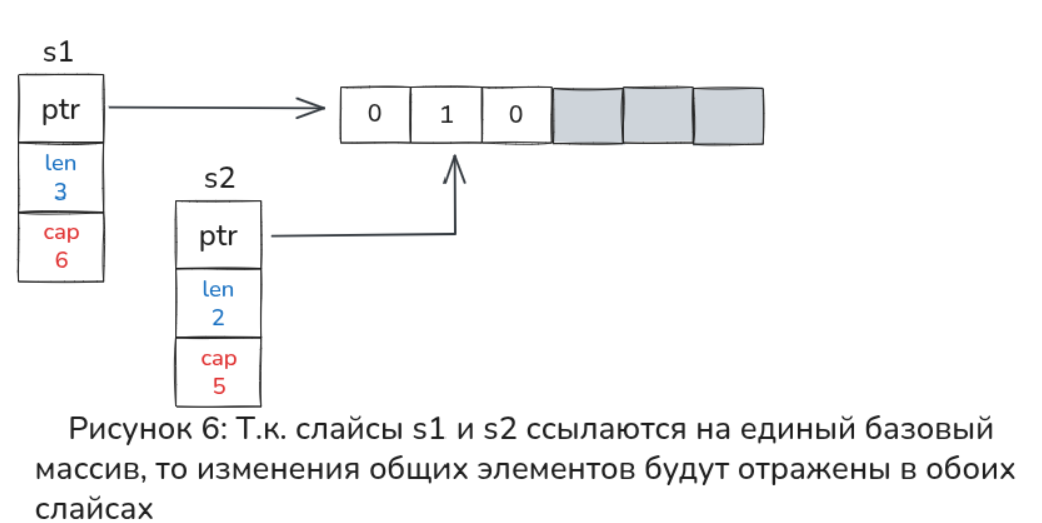 s1
ptr
len
3
cap
6
0 1 0
s2
ptr
len
2
cap
5
Рисунок 6: Т.к. слайсы s1 и s2 ссылаются на единый базовый
массив, то изменения общих элементов будут отражены в обоих
слайсах